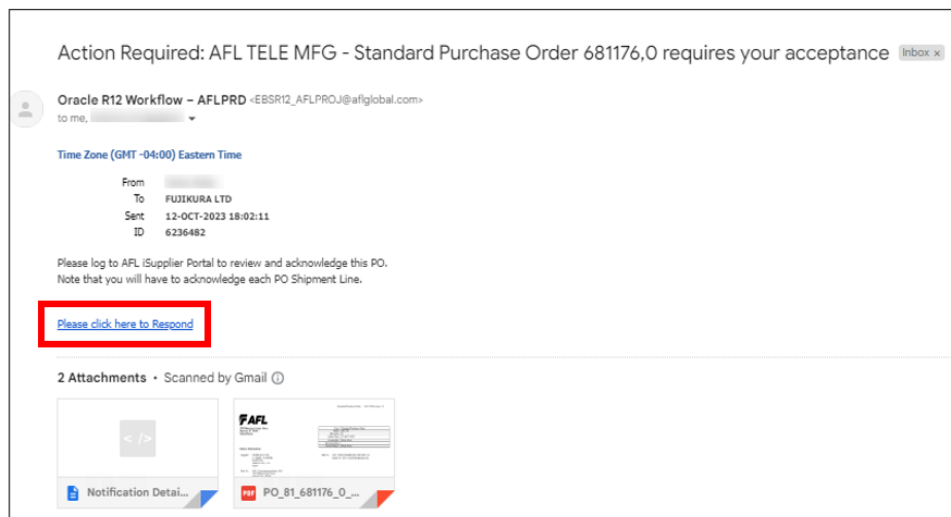 Action Required: AFL TELE MFG - Standard Purchase Order 681176,0 requires your acceptance Inbox ×
Oracle R12 Workflow – AFLPRD <EBSR12_AFLPROJ@aflglobal.com>
to me,
Time Zone (GMT -04:00) Eastern Time
From
To FUJIKURA LTD
Sent 12-OCT-2023 18:02:11
ID 6236482
Please log to AFL iSupplier Portal to review and acknowledge this PO.
Note that you will have to acknowledge each PO Shipment Line.
Please click here to Respond
2 Attachments • Scanned by Gmail
AFL
Notification Detai...
PDF PO_81_681176_0_...